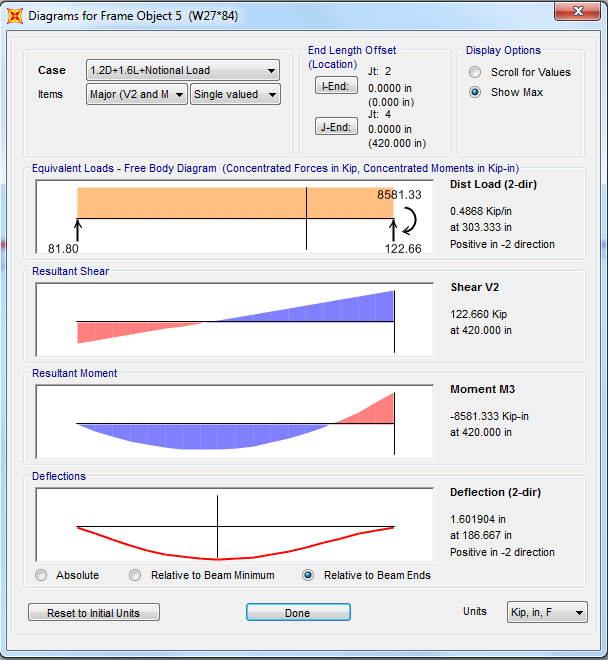 Diagrams for Frame Object 5 (W27*84)
Case
1.2D+1.6L+Notional Load
Items
Major (V2 and M
Single valued
End Length Offset
(Location)
I-End:
Jt: 2
0.0000 in
(0.000 in)
J-End:
Jt: 4
0.0000 in
(420.000 in)
Display Options
Scroll for Values
Show Max
Equivalent Loads - Free Body Diagram (Concentrated Forces in Kip, Concentrated Moments in Kip-in)
8581.33
81.80
122.66
Dist Load (2-dir)
0.4868 Kip/in
at 303.333 in
Positive in -2 direction
Resultant Shear
Shear V2
122.660 Kip
at 420.000 in
Resultant Moment
Moment M3
-8581.333 Kip-in
at 420.000 in
Deflections
Deflection (2-dir)
1.601904 in
at 186.667 in
Positive in -2 direction
Absolute
Relative to Beam Minimum
Relative to Beam Ends
Reset to Initial Units
Done
Units
Kip, in, F